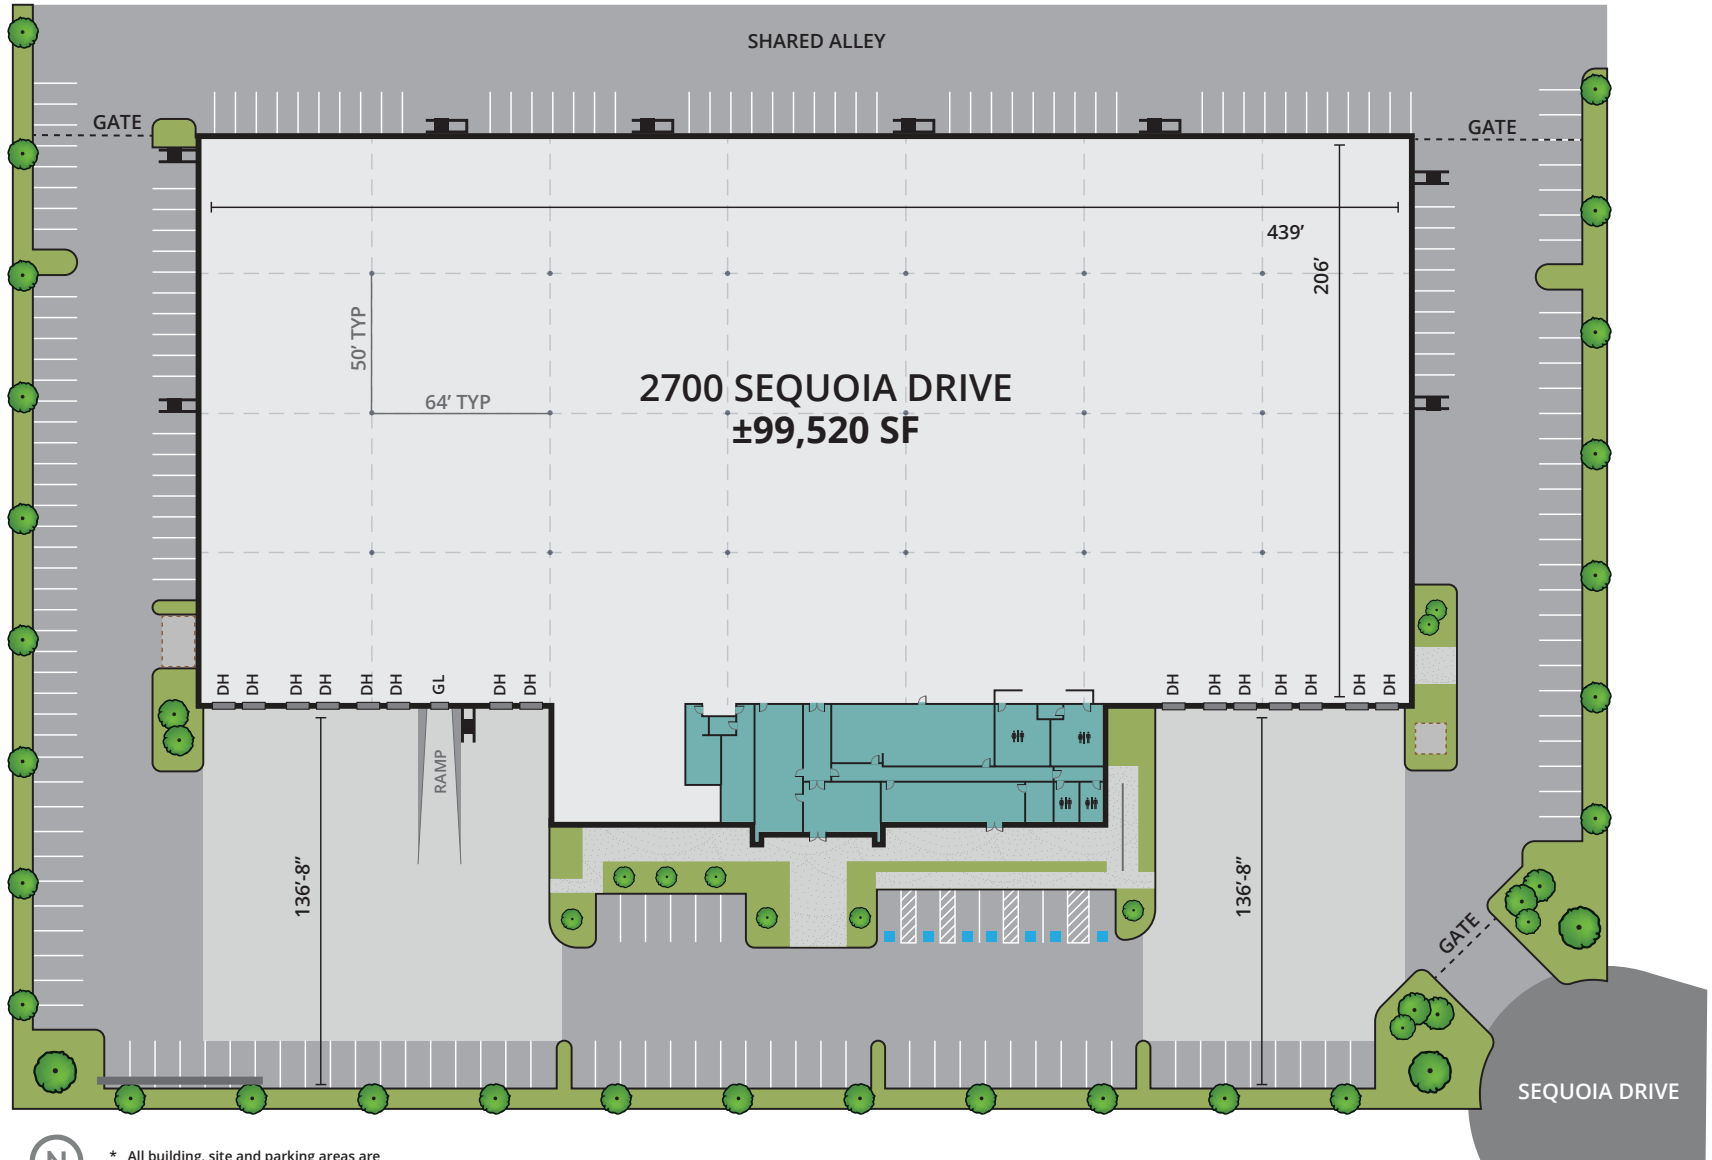 SHARED ALLEY
GATE
GATE
439’
206’
50’ TYP
64’ TYP
2700 SEQUOIA DRIVE
±99,520 SF
DH
DH
DH
DH
DH
DH
GL
DH
DH
DH
DH
DH
DH
DH
DH
DH
RAMP
136’-8”
136’-8”
GATE
SEQUOIA DRIVE
N
* All building, site and parking areas are